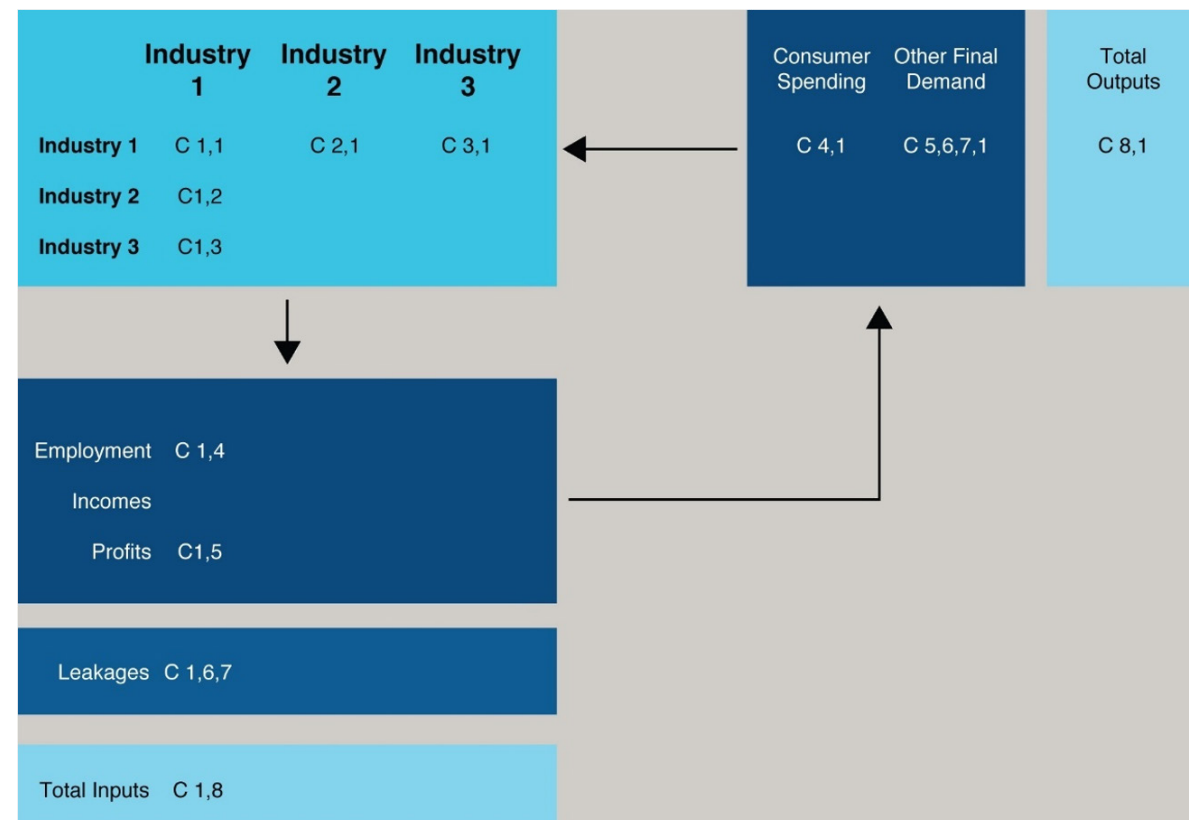 Industry 1 Industry 2 Industry 3
Consumer Spending Other Final Demand Total Outputs
Industry 1 C 1,1 C 2,1 C 3,1 C 4,1 C 5,6,7,1 C 8,1
Industry 2 C1,2
Industry 3 C1,3
Employment C 1,4
Incomes
Profits C1,5
Leakages C 1,6,7
Total Inputs C 1,8